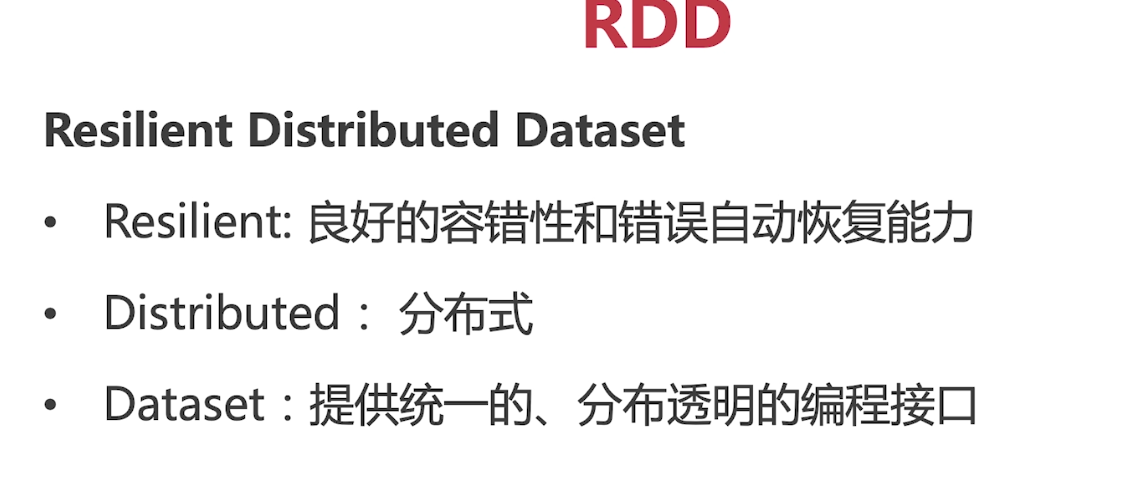 RDD
Resilient Distributed Dataset
• Resilient: 良好的容错性和错误自动恢复能力
• Distributed： 分布式
• Dataset：提供统一的、分布透明的编程接口